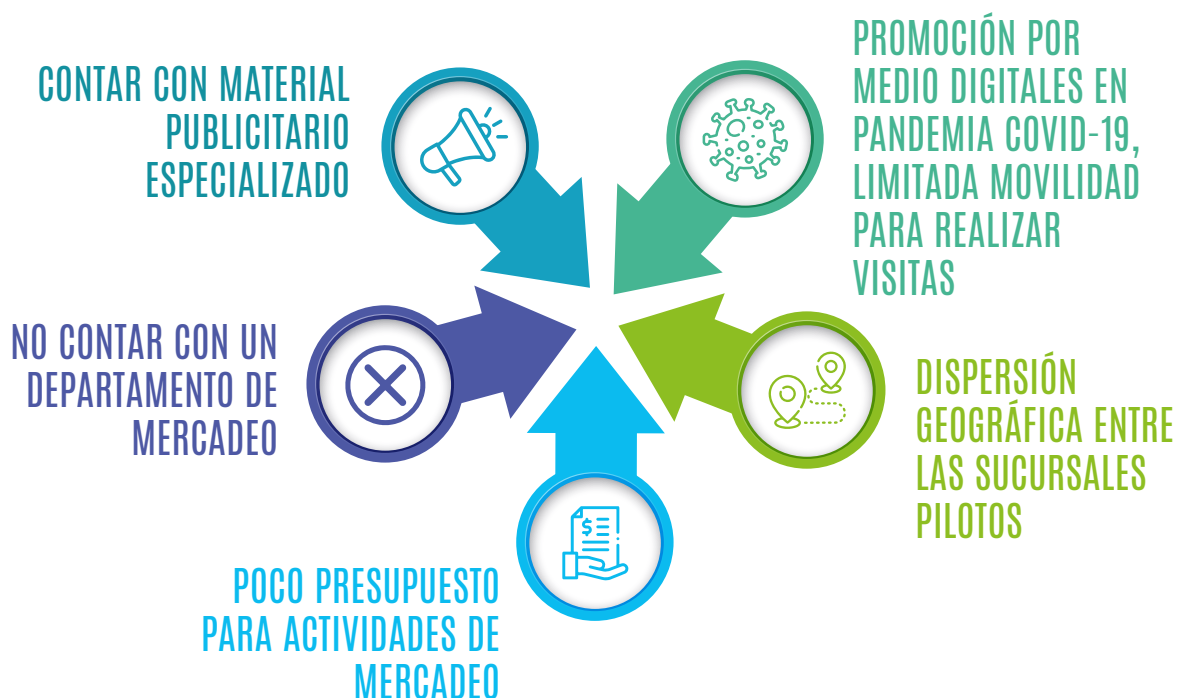 CONTAR CON MATERIAL
PUBLICITARIO
ESPECIALIZADO
PROMOCIÓN POR
MEDIO DIGITALES EN
PANDEMIA COVID-19,
LIMITADA MOVILIDAD
PARA REALIZAR
VISITAS
NO CONTAR CON UN
DEPARTAMENTO DE
MERCADEO
DISPERSIÓN
GEOGRÁFICA ENTRE
LAS SUCURSALES
PILOTOS
$
POCO PRESUPUESTO
PARA ACTIVIDADES DE
MERCADEO